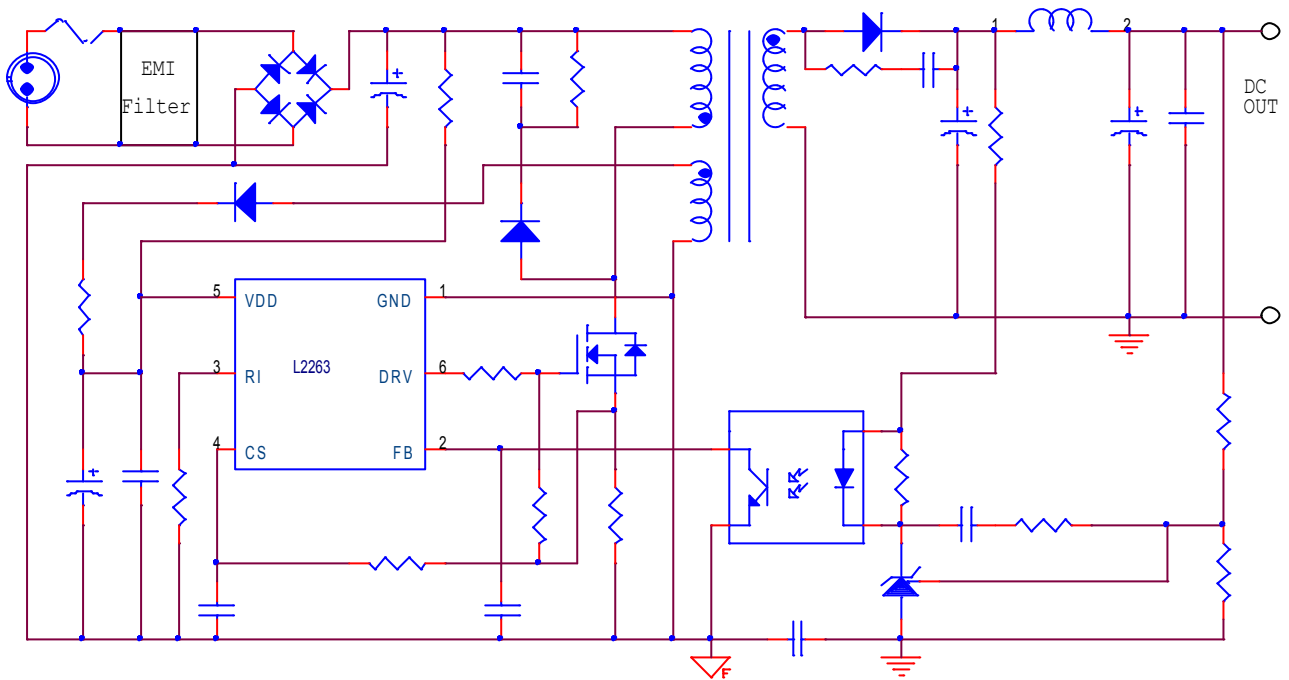 1
2
EMI
Filter
+
DC
OUT
+
+
5
VDD
GND
1
3
RI
L2263
DRV
6
4
CS
FB
2
+
F